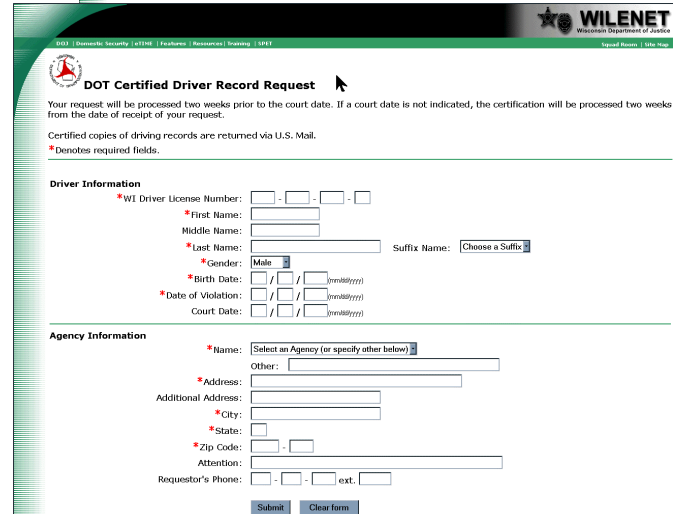 WILENET
Wisconsin Department of Justice
DOJ | Domestic Security | eTIME | Features | Resources | Training | SPET
Squad Room | Site Map
DOT Certified Driver Record Request
Your request will be processed two weeks prior to the court date. If a court date is not indicated, the certification will be processed two weeks
from the date of receipt of your request.
Certified copies of driving records are returned via U.S. Mail.
*Denotes required fields.
Driver Information
*WI Driver License Number: - - -
*First Name:
Middle Name:
*Last Name: Suffix Name: Choose a Suffix
*Gender: Male
*Birth Date: / / (mm/dd/yyyy)
*Date of Violation: / / (mm/dd/yyyy)
Court Date: / / (mm/dd/yyyy)
Agency Information
*Name: Select an Agency (or specify other below)
Other:
*Address:
Additional Address:
*City:
*State:
*Zip Code: -
Attention:
Requestor's Phone: - - ext.
Submit Clear form